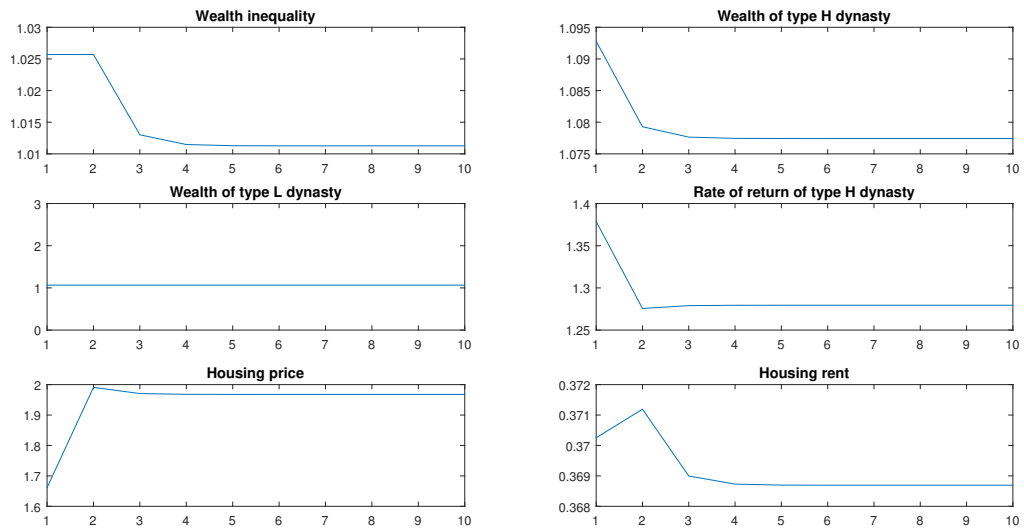 Wealth inequality
1.03
1.025
1.02
1.015
1.01
1 2 3 4 5 6 7 8 9 10
Wealth of type H dynasty
1.095
1.09
1.085
1.08
1.075
1 2 3 4 5 6 7 8 9 10
Wealth of type L dynasty
3
2
1
0
1 2 3 4 5 6 7 8 9 10
Rate of return of type H dynasty
1.4
1.35
1.3
1.25
1 2 3 4 5 6 7 8 9 10
Housing price
2
1.9
1.8
1.7
1.6
1 2 3 4 5 6 7 8 9 10
Housing rent
0.372
0.371
0.37
0.369
0.368
1 2 3 4 5 6 7 8 9 10